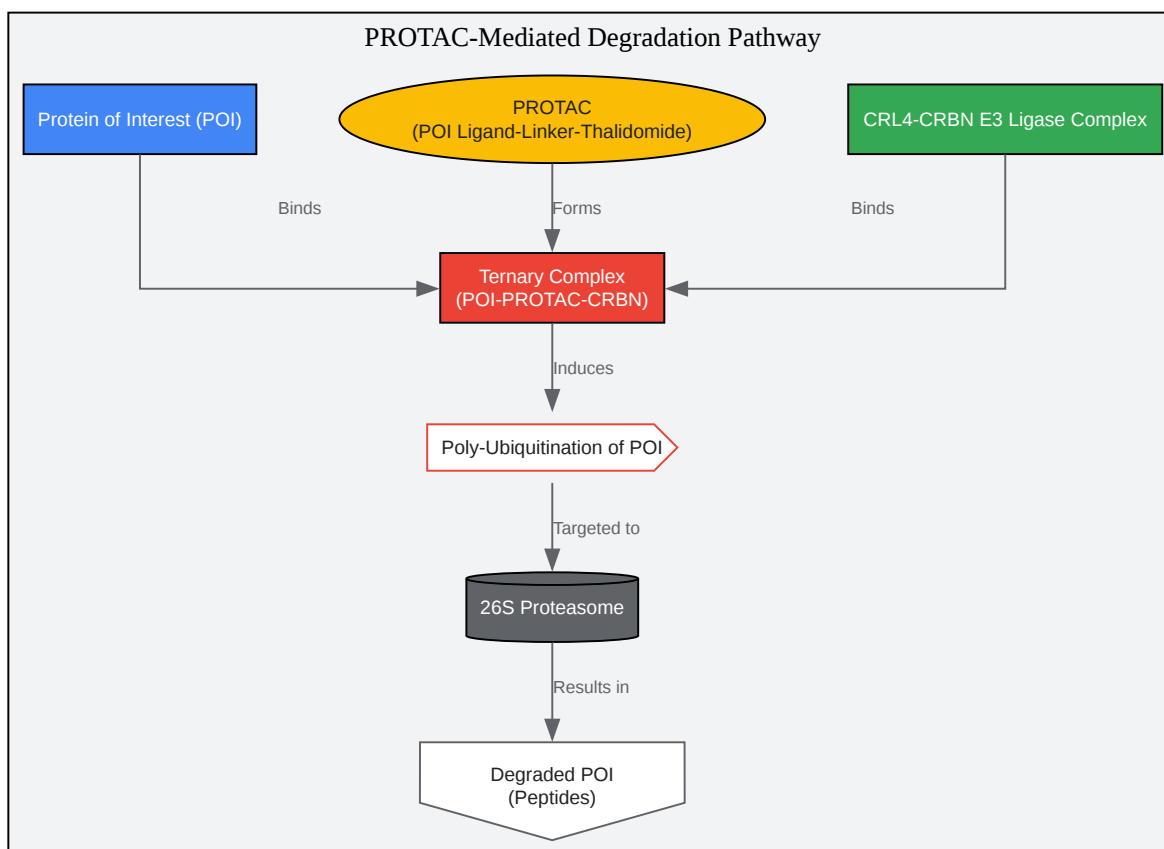 PROTAC-Mediated Degradation Pathway
Protein of Interest (POI)
PROTAC
(POI Ligand-Linker-Thalidomide)
CRL4-CRBN E3 Ligase Complex
Binds
Forms
Binds
Ternary Complex
(POI-PROTAC-CRBN)
Induces
Poly-Ubiquitination of POI
Targeted to
26S Proteasome
Results in
Degraded POI
(Peptides)